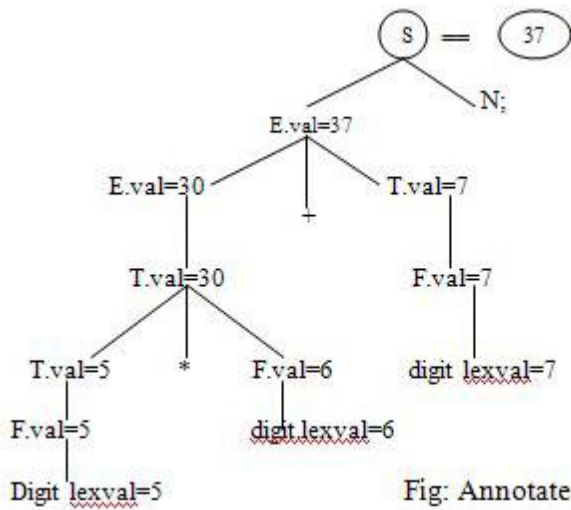 S == 37
N;
E.val=37
E.val=30 + T.val=7
T.val=30 F.val=7
T.val=5 * F.val=6 digit lexval=7
F.val=5 digit.lexval=6
Digit lexval=5 Fig: Annotate